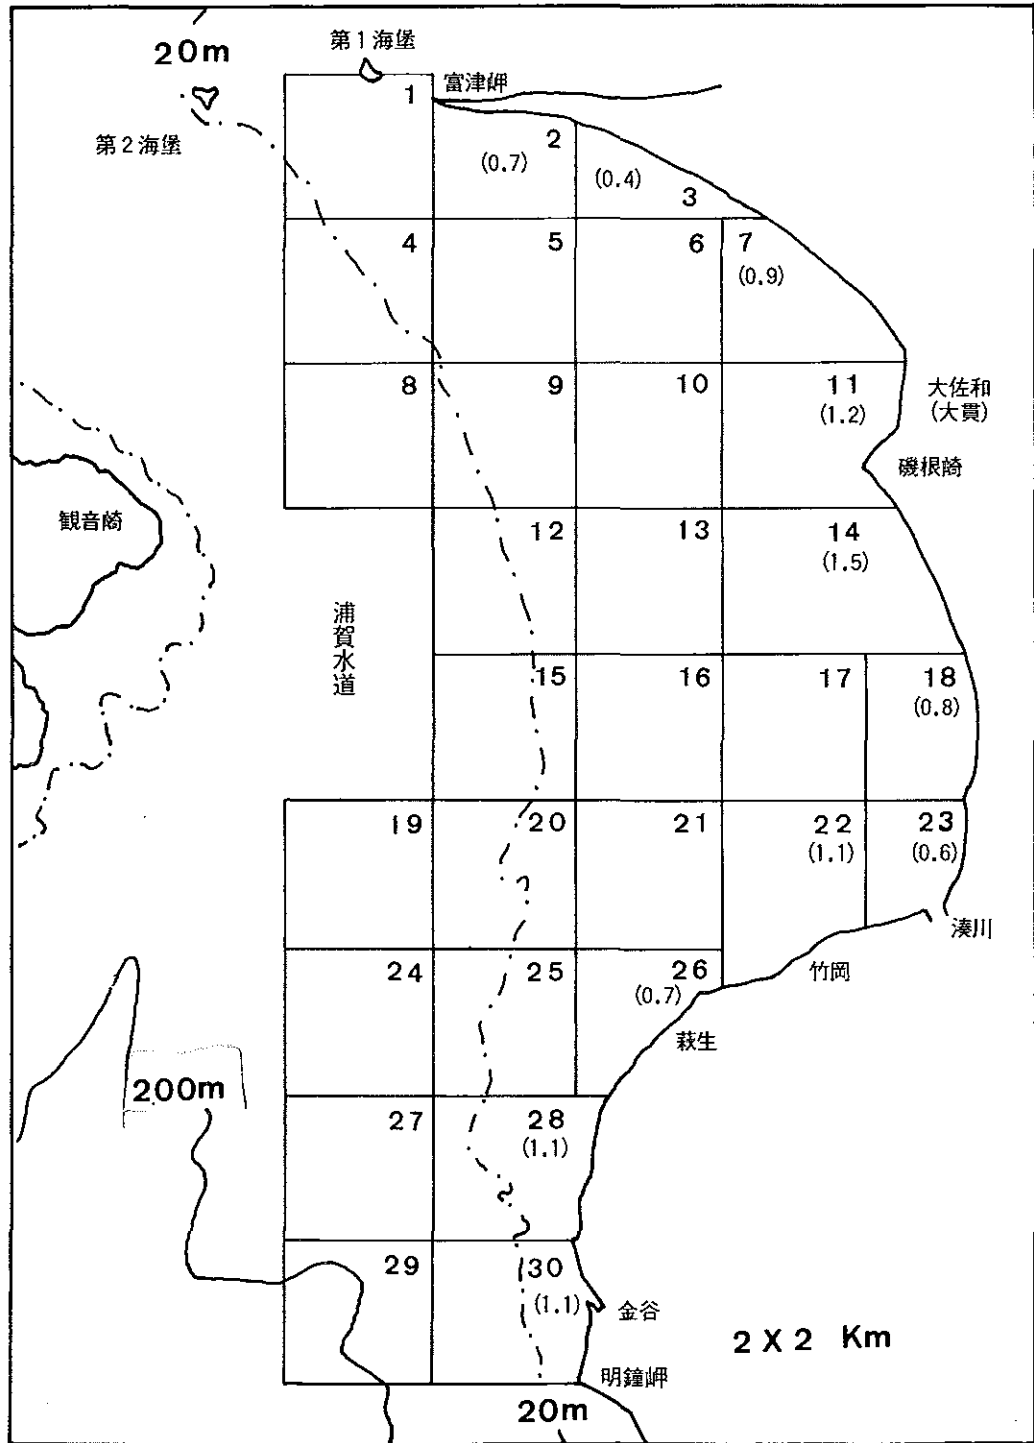 第1海堡
20m
富津岬
1
第2海堡
2
(0.7)
(0.4)
3
4
5
6
7
(0.9)
8
9
10
11
(1.2)
大佐和
(大貫)
磯根崎
観音崎
12
13
14
(1.5)
浦賀水道
15
16
17
18
(0.8)
19
20
21
22
(1.1)
23
(0.6)
湊川
竹岡
24
25
26
(0.7)
萩生
200m
27
28
(1.1)
29
30
(1.1)
金谷
2 X 2 Km
明鐘岬
20m